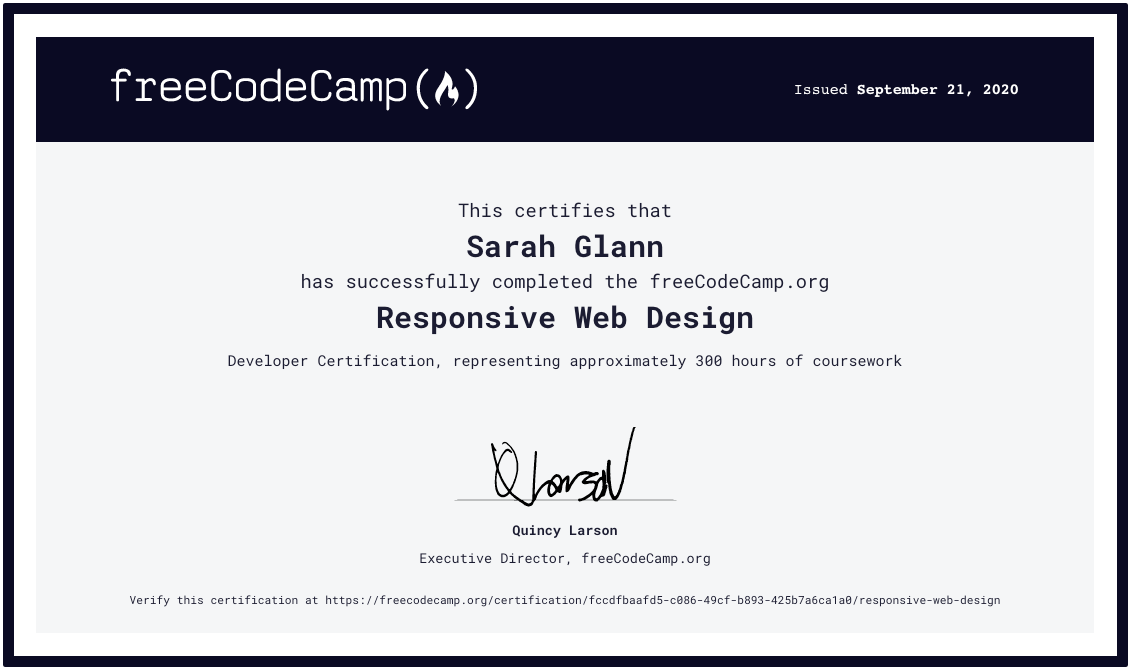 freeCodeCamp(🔥)
Issued September 21, 2020
This certifies that
Sarah Glann
has successfully completed the freeCodeCamp.org
Responsive Web Design
Developer Certification, representing approximately 300 hours of coursework
QLarson
Quincy Larson
Executive Director, freeCodeCamp.org
Verify this certification at https://freecodecamp.org/certification/fccdfbaafd5-c086-49cf-b893-425b7a6ca1a0/responsive-web-design